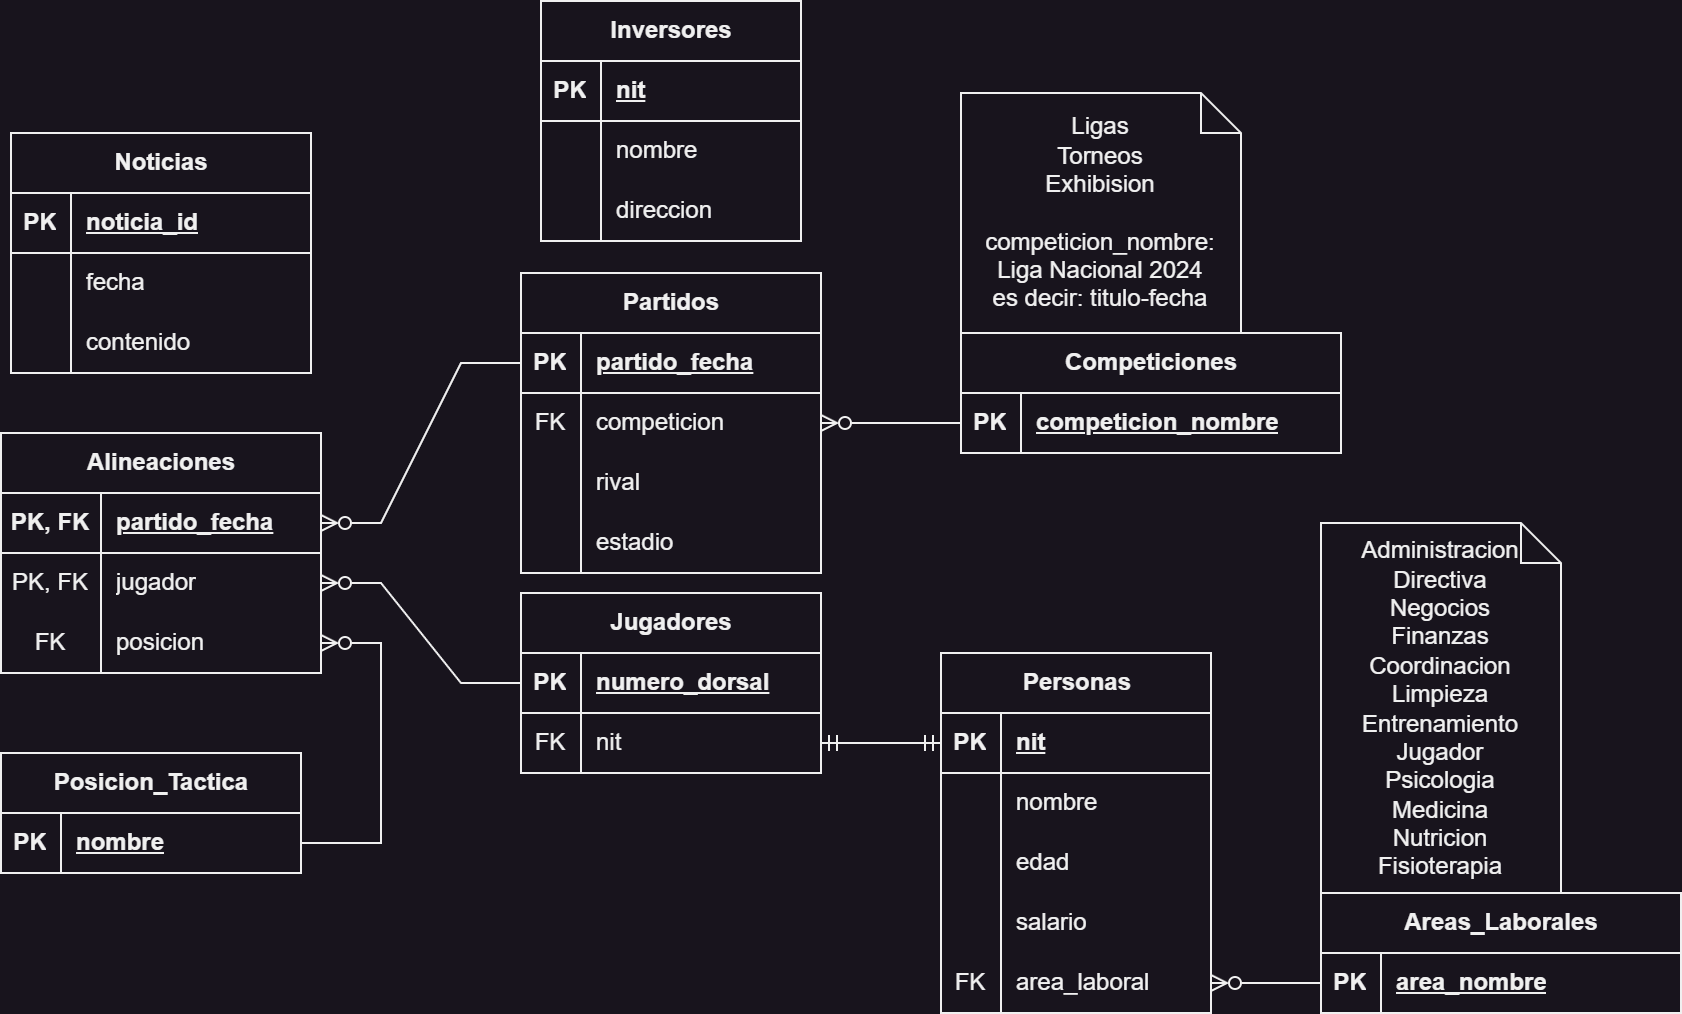 Inversores
PK nit
nombre
direccion
Noticias
PK noticia_id
fecha
contenido
Ligas
Torneos
Exhibision
competicion_nombre:
Liga Nacional 2024
es decir: titulo-fecha
Partidos
PK partido_fecha
FK competicion
rival
estadio
Competiciones
PK competicion_nombre
Alineaciones
PK, FK partido_fecha
PK, FK jugador
FK posicion
Jugadores
PK numero_dorsal
FK nit
Posicion_Tactica
PK nombre
Personas
PK nit
nombre
edad
salario
FK area_laboral
Administracion
Directiva
Negocios
Finanzas
Coordinacion
Limpieza
Entrenamiento
Jugador
Psicologia
Medicina
Nutricion
Fisioterapia
Areas_Laborales
PK area_nombre